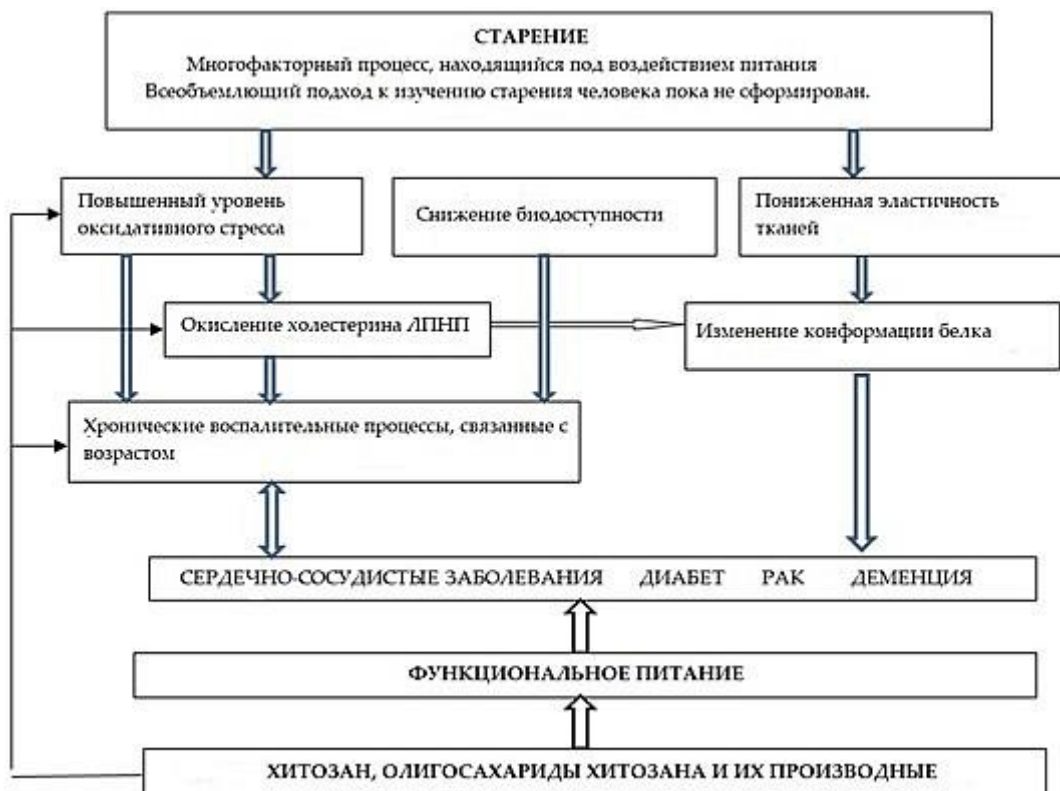 СТАРЕНИЕ
Многофакторный процесс, находящийся под воздействием питания
Всеобъемлющий подход к изучению старения человека пока не сформирован.
Повышенный уровень
оксидативного стресса
Снижение биодоступности
Пониженная эластичность
тканей
Окисление холестерина ЛПНП
Изменение конформации белка
Хронические воспалительные процессы, связанные с
возрастом
СЕРДЕЧНО-СОСУДИСТЫЕ ЗАБОЛЕВАНИЯ ДИАБЕТ РАК ДЕМЕНЦИЯ
ФУНКЦИОНАЛЬНОЕ ПИТАНИЕ
ХИТОЗАН, ОЛИГОСАХАРИДЫ ХИТОЗАНА И ИХ ПРОИЗВОДНЫЕ